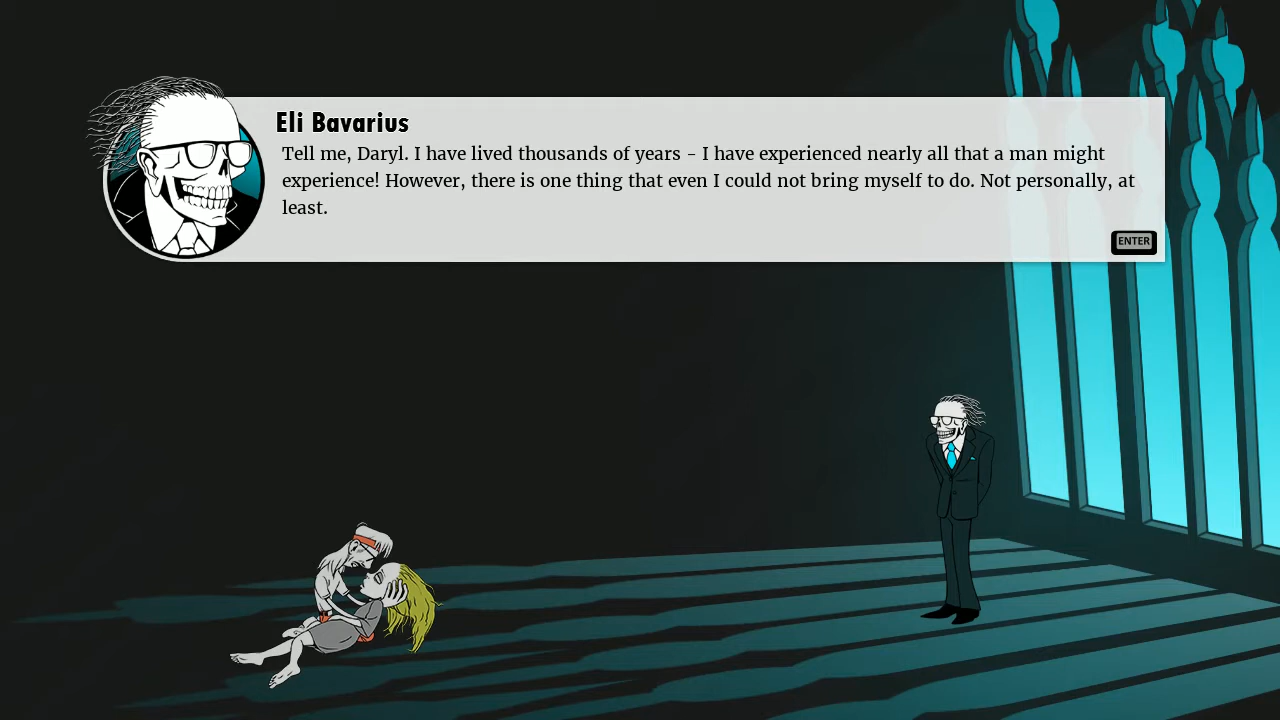 Eli Bavarius
Tell me, Daryl. I have lived thousands of years - I have experienced nearly all that a man might
experience! However, there is one thing that even I could not bring myself to do. Not personally, at
least.
ENTER